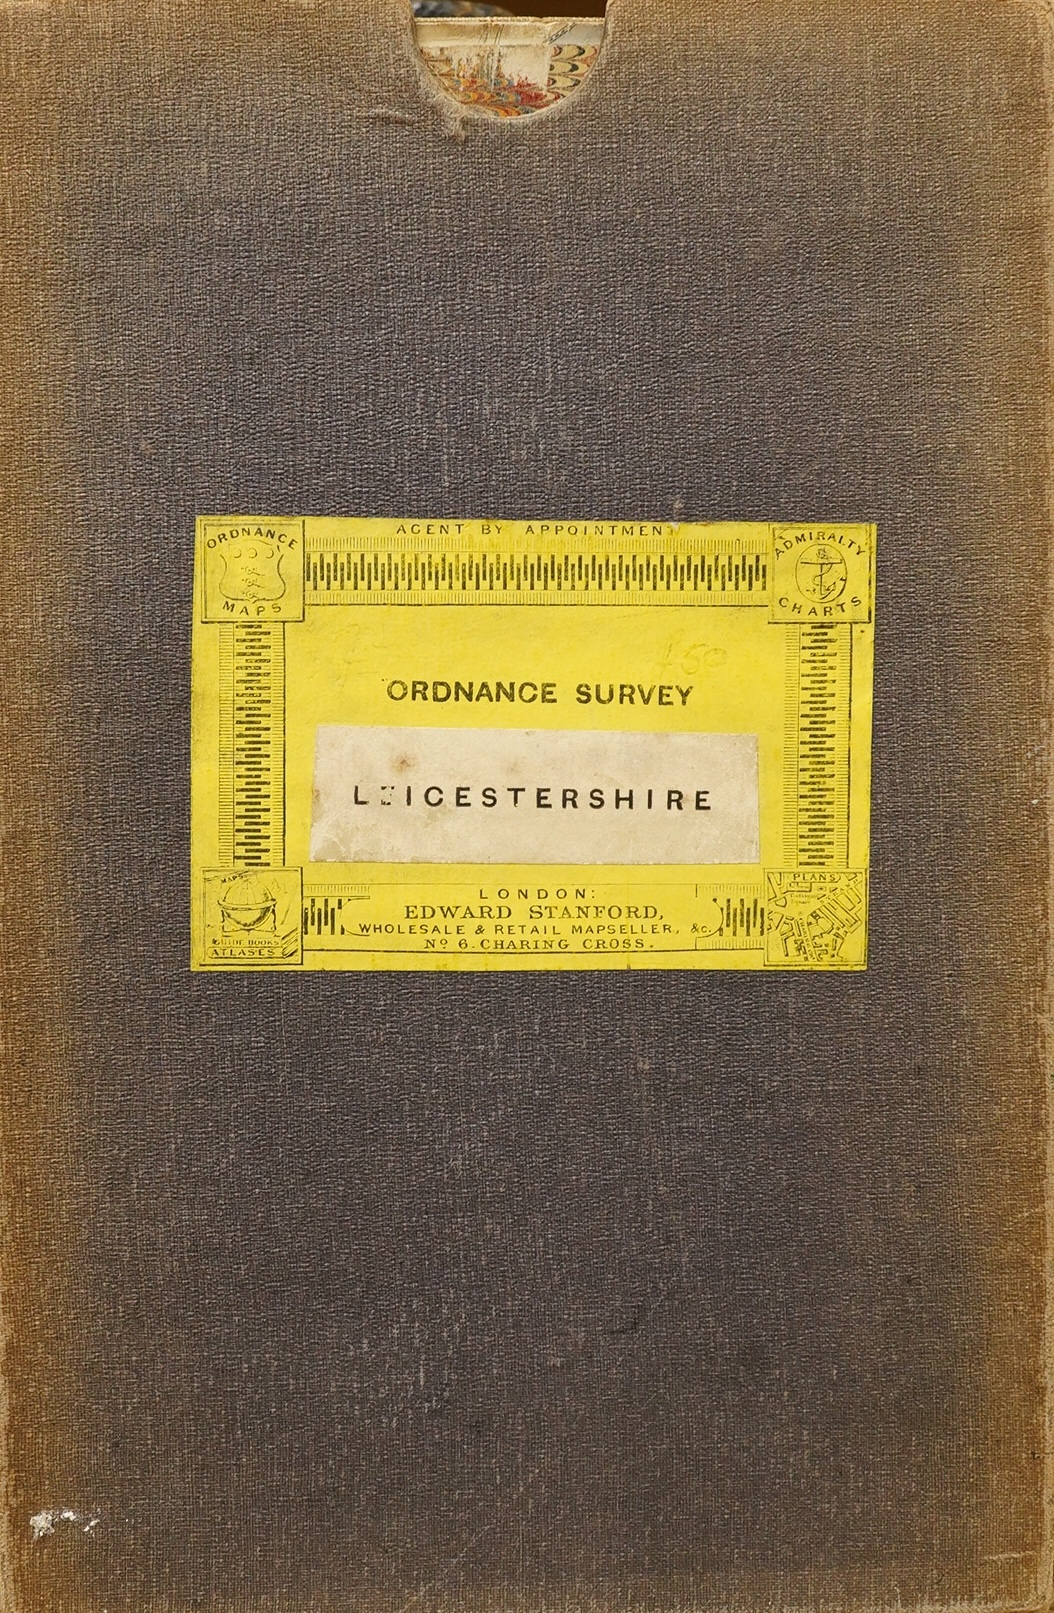 AGENT BY APPOINTMENT
ORDNANCE
MAPS
ADMIRALTY
CHARTS
£50
ORDNANCE SURVEY
LEICESTERSHIRE
LONDON:
EDWARD STANFORD,
WHOLESALE & RETAIL MAPSELLER, &c.
Nº 6. CHARING CROSS.
MAPS
GUIDE BOOKS
ATLASES
PLANS